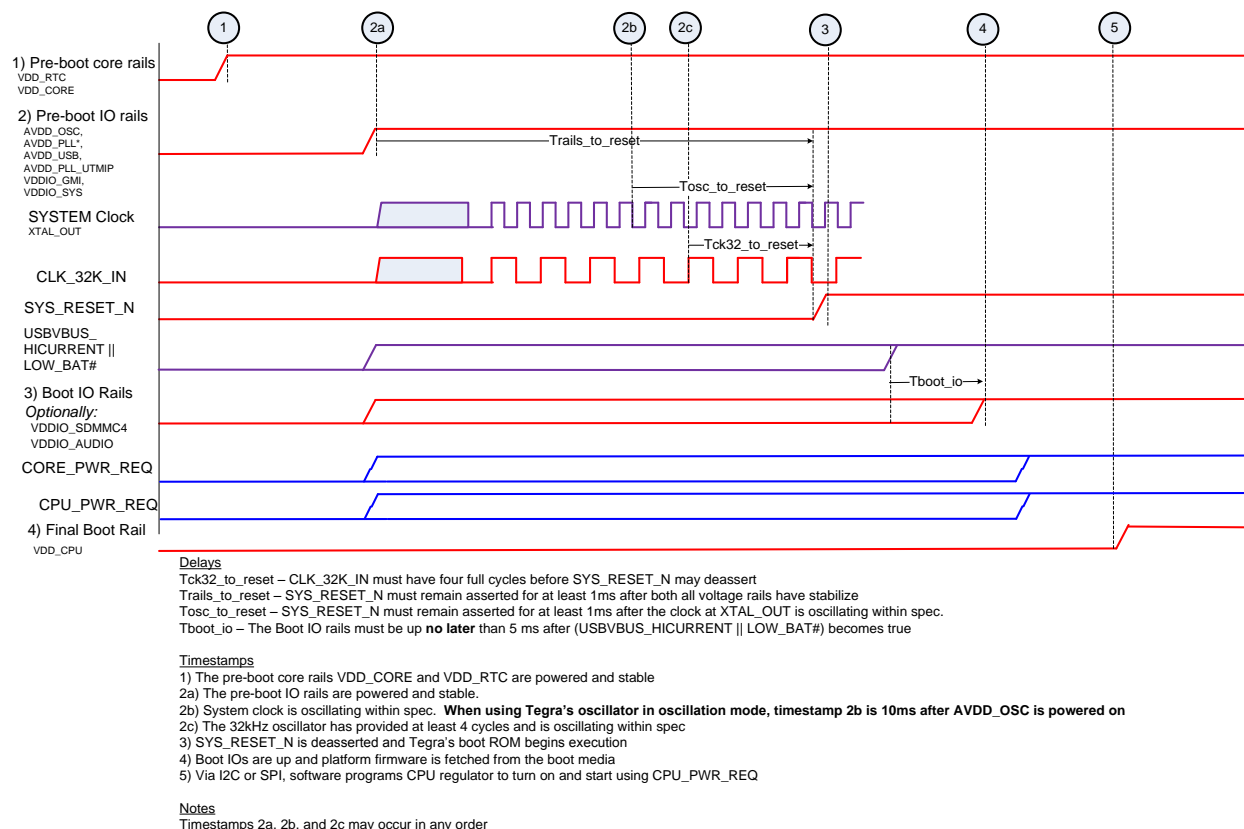 1
2a
2b
2c
3
4
5
1) Pre-boot core rails
VDD_RTC
VDD_CORE
2) Pre-boot IO rails
AVDD_OSC,
AVDD_PLL*,
AVDD_USB,
AVDD_PLL_UTMIP
VDDIO_GMI,
VDDIO_SYS
Trails_to_reset
Tosc_to_reset
SYSTEM Clock
XTAL_OUT
Tck32_to_reset
CLK_32K_IN
SYS_RESET_N
USBVBUS_
HICURRENT ||
LOW_BAT#
Tboot_io
3) Boot IO Rails
Optionally:
VDDIO_SDMMC4
VDDIO_AUDIO
CORE_PWR_REQ
CPU_PWR_REQ
4) Final Boot Rail
VDD_CPU
Delays
Tck32_to_reset – CLK_32K_IN must have four full cycles before SYS_RESET_N may deassert
Trails_to_reset – SYS_RESET_N must remain asserted for at least 1ms after both all voltage rails have stabilize
Tosc_to_reset – SYS_RESET_N must remain asserted for at least 1ms after the clock at XTAL_OUT is oscillating within spec.
Tboot_io – The Boot IO rails must be up no later than 5 ms after (USBVBUS_HICURRENT || LOW_BAT#) becomes true
Timestamps
1) The pre-boot core rails VDD_CORE and VDD_RTC are powered and stable
2a) The pre-boot IO rails are powered and stable.
2b) System clock is oscillating within spec. When using Tegra's oscillator in oscillation mode, timestamp 2b is 10ms after AVDD_OSC is powered on
2c) The 32kHz oscillator has provided at least 4 cycles and is oscillating within spec
3) SYS_RESET_N is deasserted and Tegra's boot ROM begins execution
4) Boot IOs are up and platform firmware is fetched from the boot media
5) Via I2C or SPI, software programs CPU regulator to turn on and start using CPU_PWR_REQ
Notes
Timestamps 2a, 2b, and 2c may occur in any order